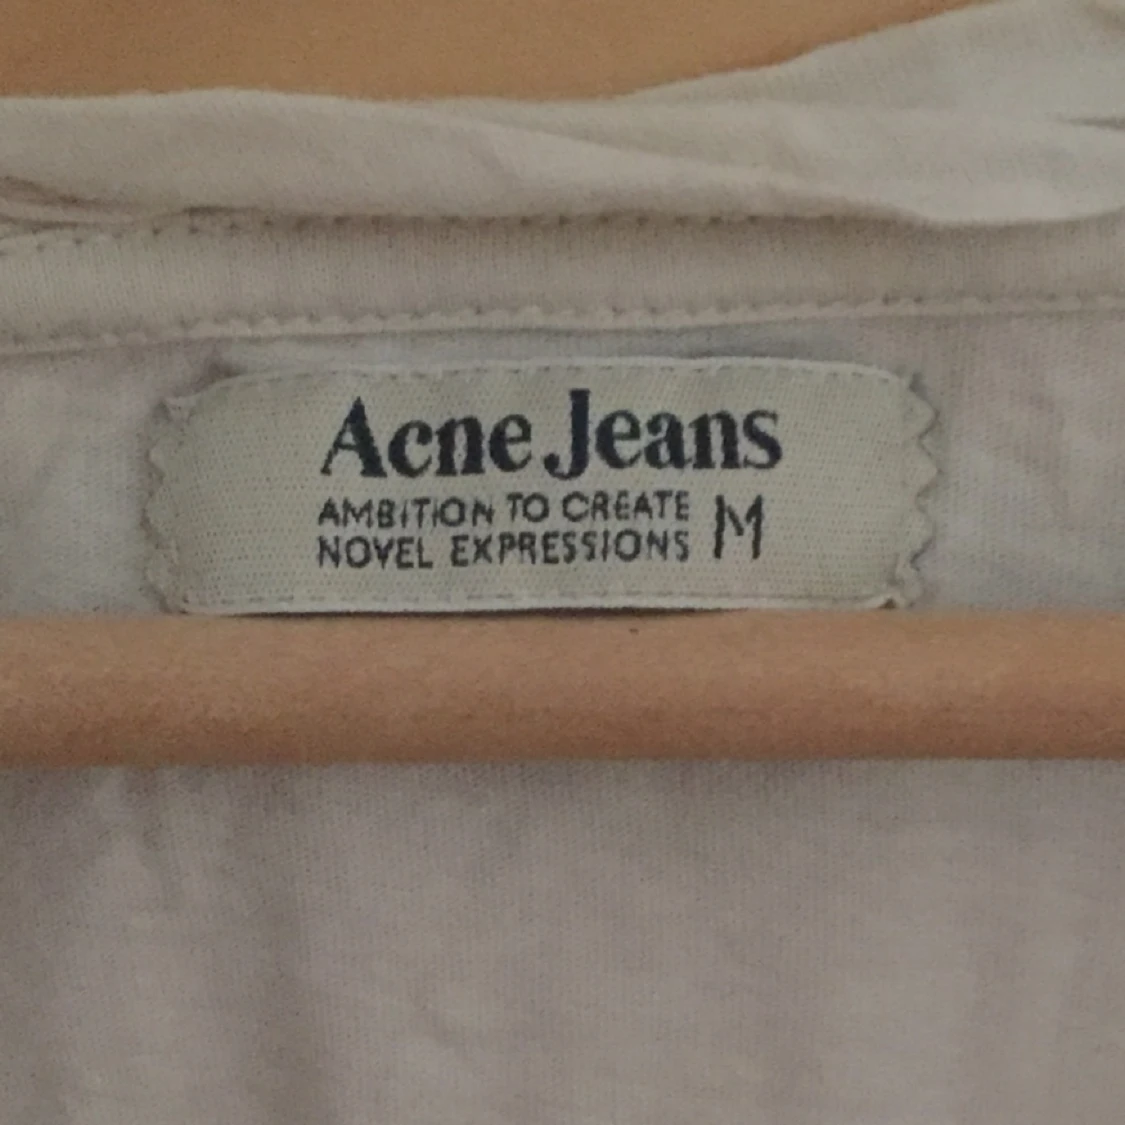 Acne Jeans
AMBITION TO CREATE
NOVEL EXPRESSIONS M